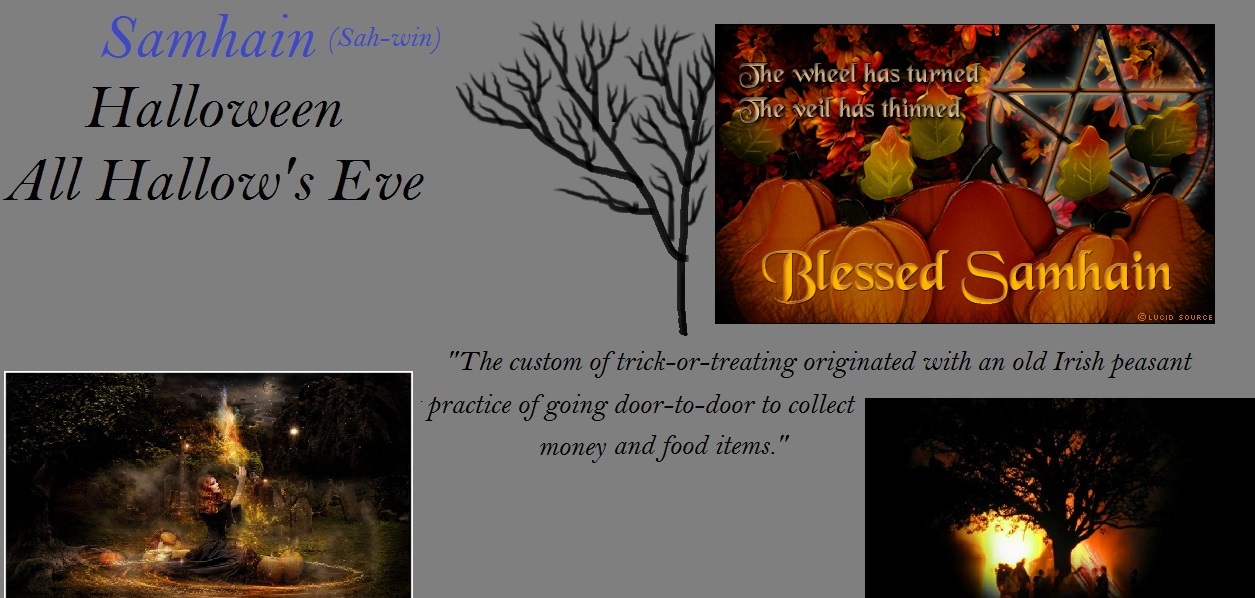 Samhain (Sah-win)
Halloween
All Hallow's Eve
The wheel has turned
The veil has thinned
Blessed Samhain
©LUCID SOURCE
"The custom of trick-or-treating originated with an old Irish peasant
practice of going door-to-door to collect
money and food items."